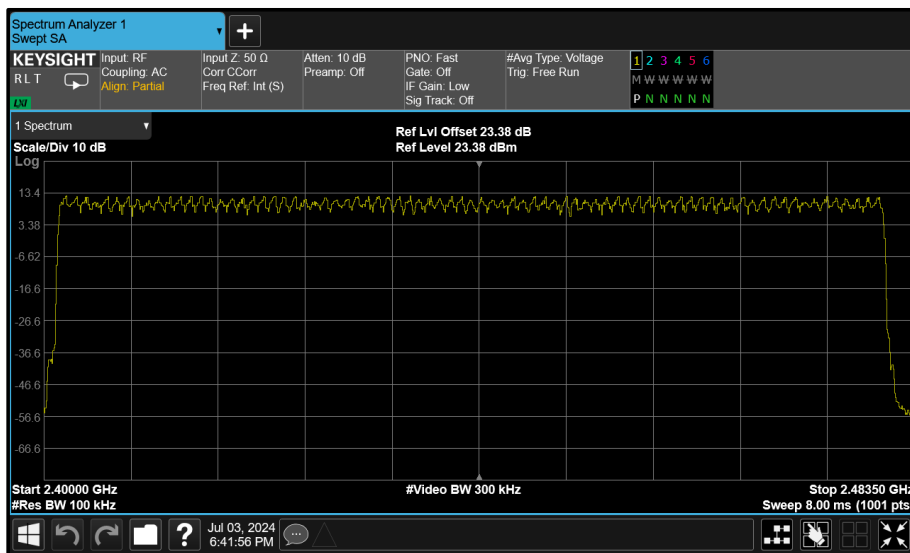 Spectrum Analyzer 1
Swept SA
KEYSIGHT
R L T
LXI
Input: RF
Coupling: AC
Align: Partial
Input Z: 50 Ω
Corr CCorr
Freq Ref: Int (S)
Atten: 10 dB
Preamp: Off
PNO: Fast
Gate: Off
IF Gain: Low
Sig Track: Off
#Avg Type: Voltage
Trig: Free Run
1 2 3 4 5 6
M W W W W W
P N N N N N
1 Spectrum
Scale/Div 10 dB
Ref Lvl Offset 23.38 dB
Ref Level 23.38 dBm
Log
13.4
3.38
-6.62
-16.6
-26.6
-36.6
-46.6
-56.6
-66.6
Start 2.40000 GHz
#Res BW 100 kHz
#Video BW 300 kHz
Stop 2.48350 GHz
Sweep 8.00 ms (1001 pts
?
Jul 03, 2024
6:41:56 PM